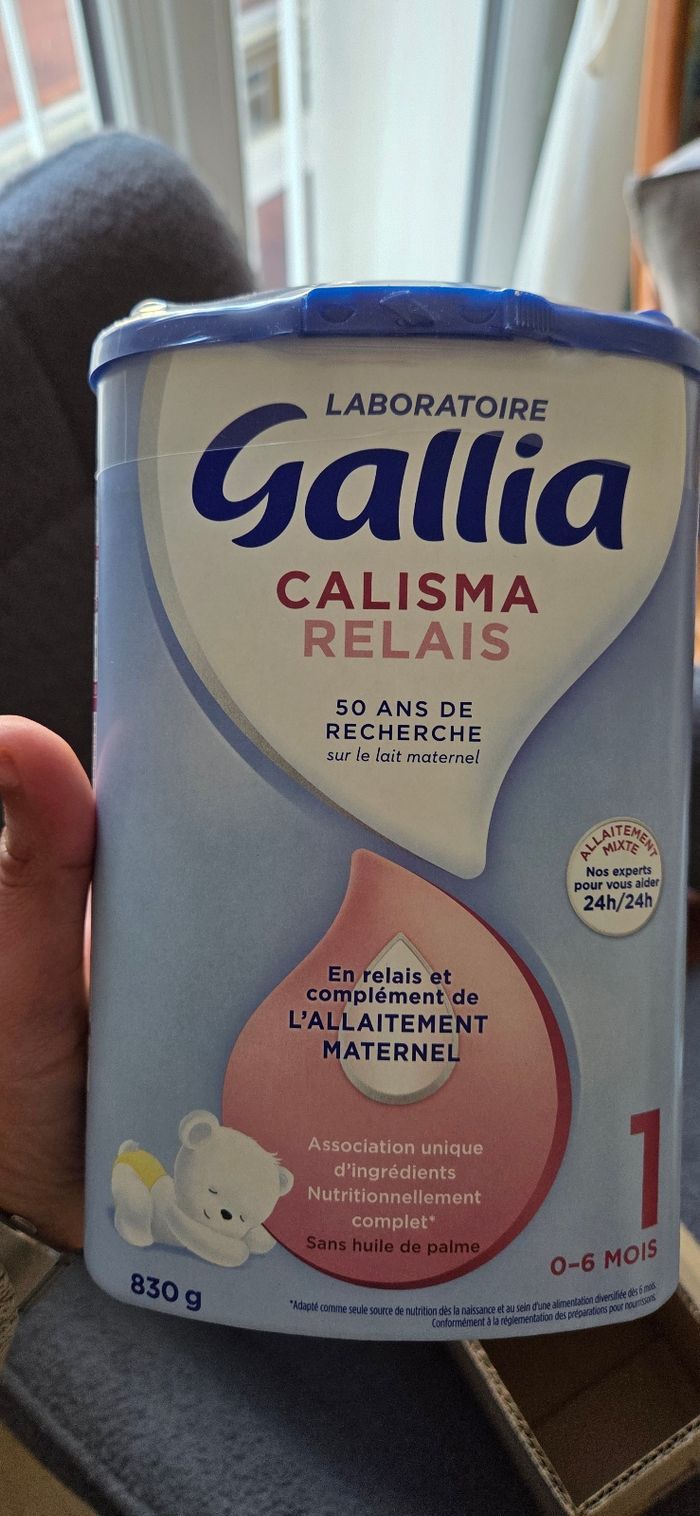 LABORATOIRE
Gallia
CALISMA
RELAIS
50 ANS DE
RECHERCHE
sur le lait maternel
ALLAITEMENT
MIXTE
Nos experts
pour vous aider
24h/24h
En relais et
complément de
L'ALLAITEMENT
MATERNEL
Association unique
d'ingrédients
Nutritionnellement
complet*
Sans huile de palme
1
0-6 MOIS
830 g
*Adapté comme seule source de nutrition dès la naissance et au sein d'une alimentation diversifiée dès 6 mois.
Conformément à la réglementation des préparations pour nourrissons.